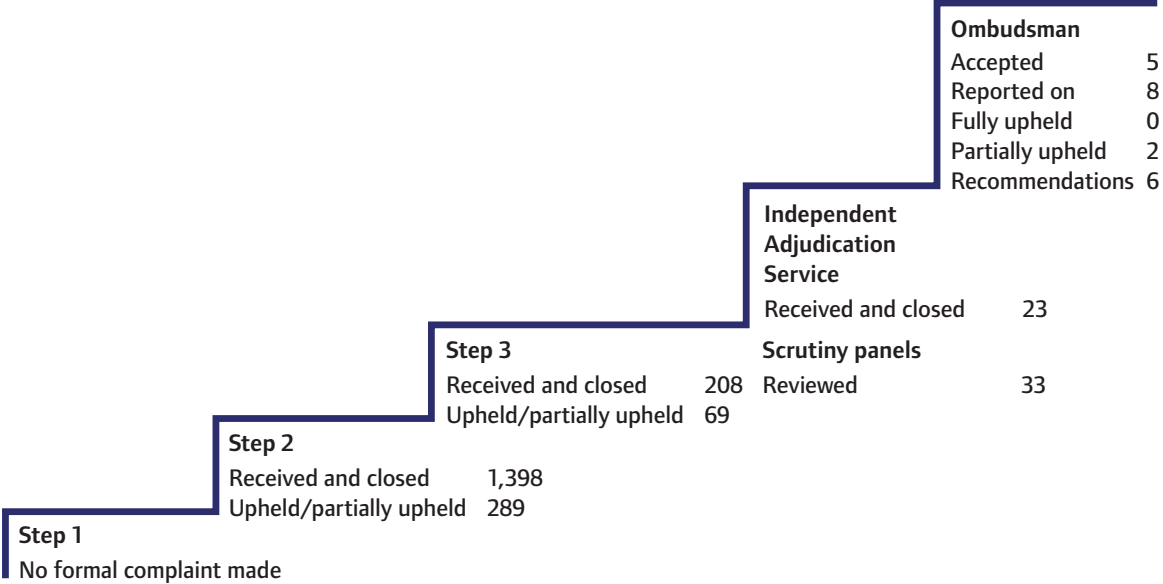 Ombudsman
Accepted 5
Reported on 8
Fully upheld 0
Partially upheld 2
Recommendations 6
Independent
Adjudication
Service
Received and closed 23
Scrutiny panels
Reviewed 33
Step 3
Received and closed 208
Upheld/partially upheld 69
Step 2
Received and closed 1,398
Upheld/partially upheld 289
Step 1
No formal complaint made